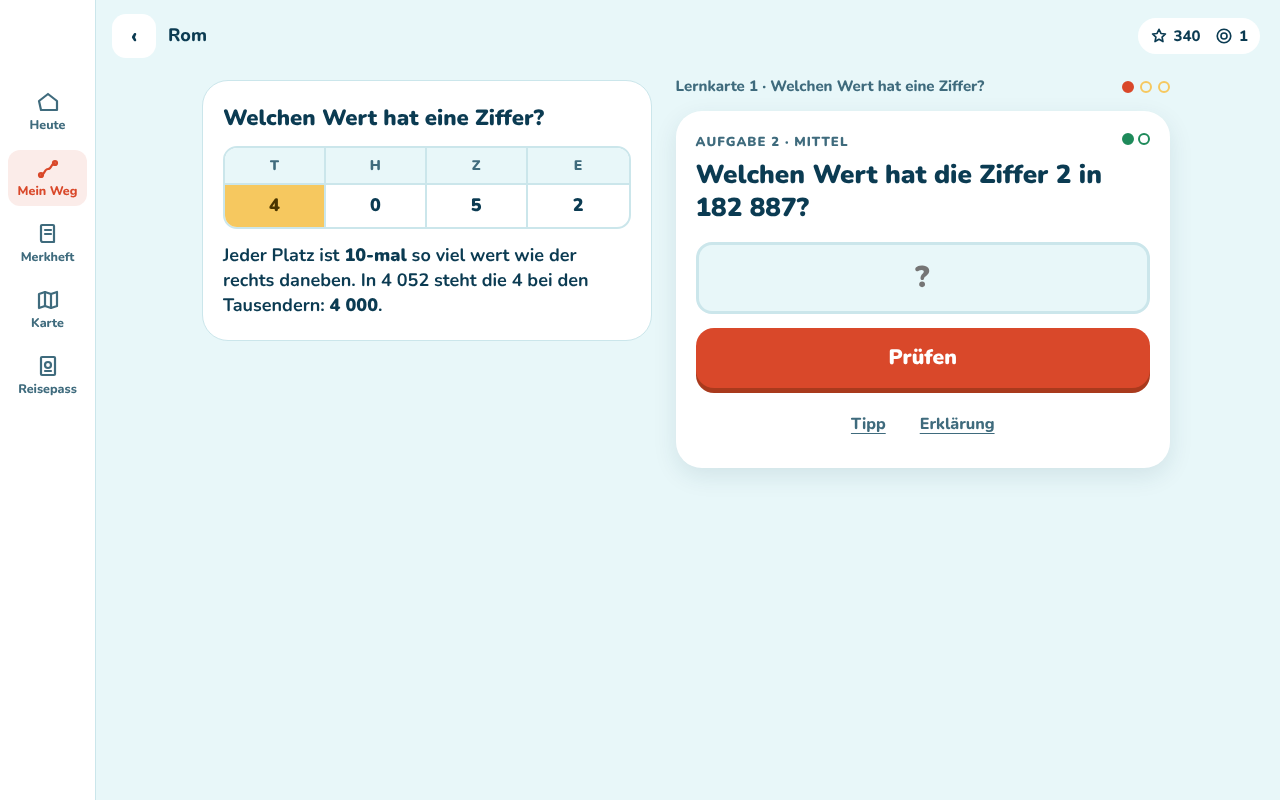 ‹ Rom
340 1
Heute
Mein Weg
Merkheft
Karte
Reisepass
Welchen Wert hat eine Ziffer?
T H Z E
4 0 5 2
Jeder Platz ist 10-mal so viel wert wie der
rechts daneben. In 4 052 steht die 4 bei den
Tausendern: 4 000.
Lernkarte 1 · Welchen Wert hat eine Ziffer?
AUFGABE 2 · MITTEL
Welchen Wert hat die Ziffer 2 in
182 887?
?
Prüfen
Tipp Erklärung